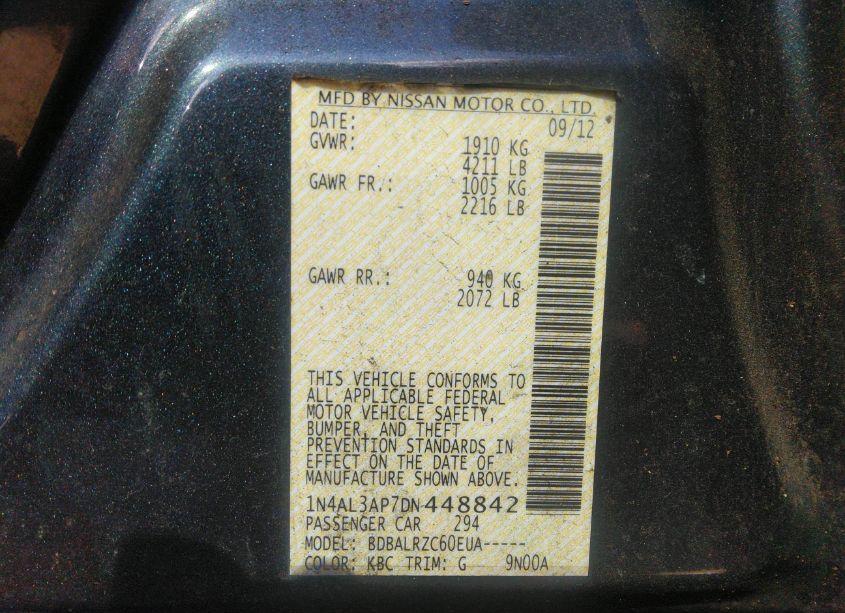 MFD BY NISSAN MOTOR CO., LTD.
DATE: 09/12
GVWR: 1910 KG
4211 LB
GAWR FR.: 1005 KG
2216 LB
GAWR RR.: 940 KG
2072 LB
THIS VEHICLE CONFORMS TO
ALL APPLICABLE FEDERAL
MOTOR VEHICLE SAFETY,
BUMPER, AND THEFT
PREVENTION STANDARDS IN
EFFECT ON THE DATE OF
MANUFACTURE SHOWN ABOVE.
1N4AL3AP7DN448842
PASSENGER CAR 294
MODEL: BDBALRZC60EUA-----
COLOR: KBC TRIM: G 9N00A